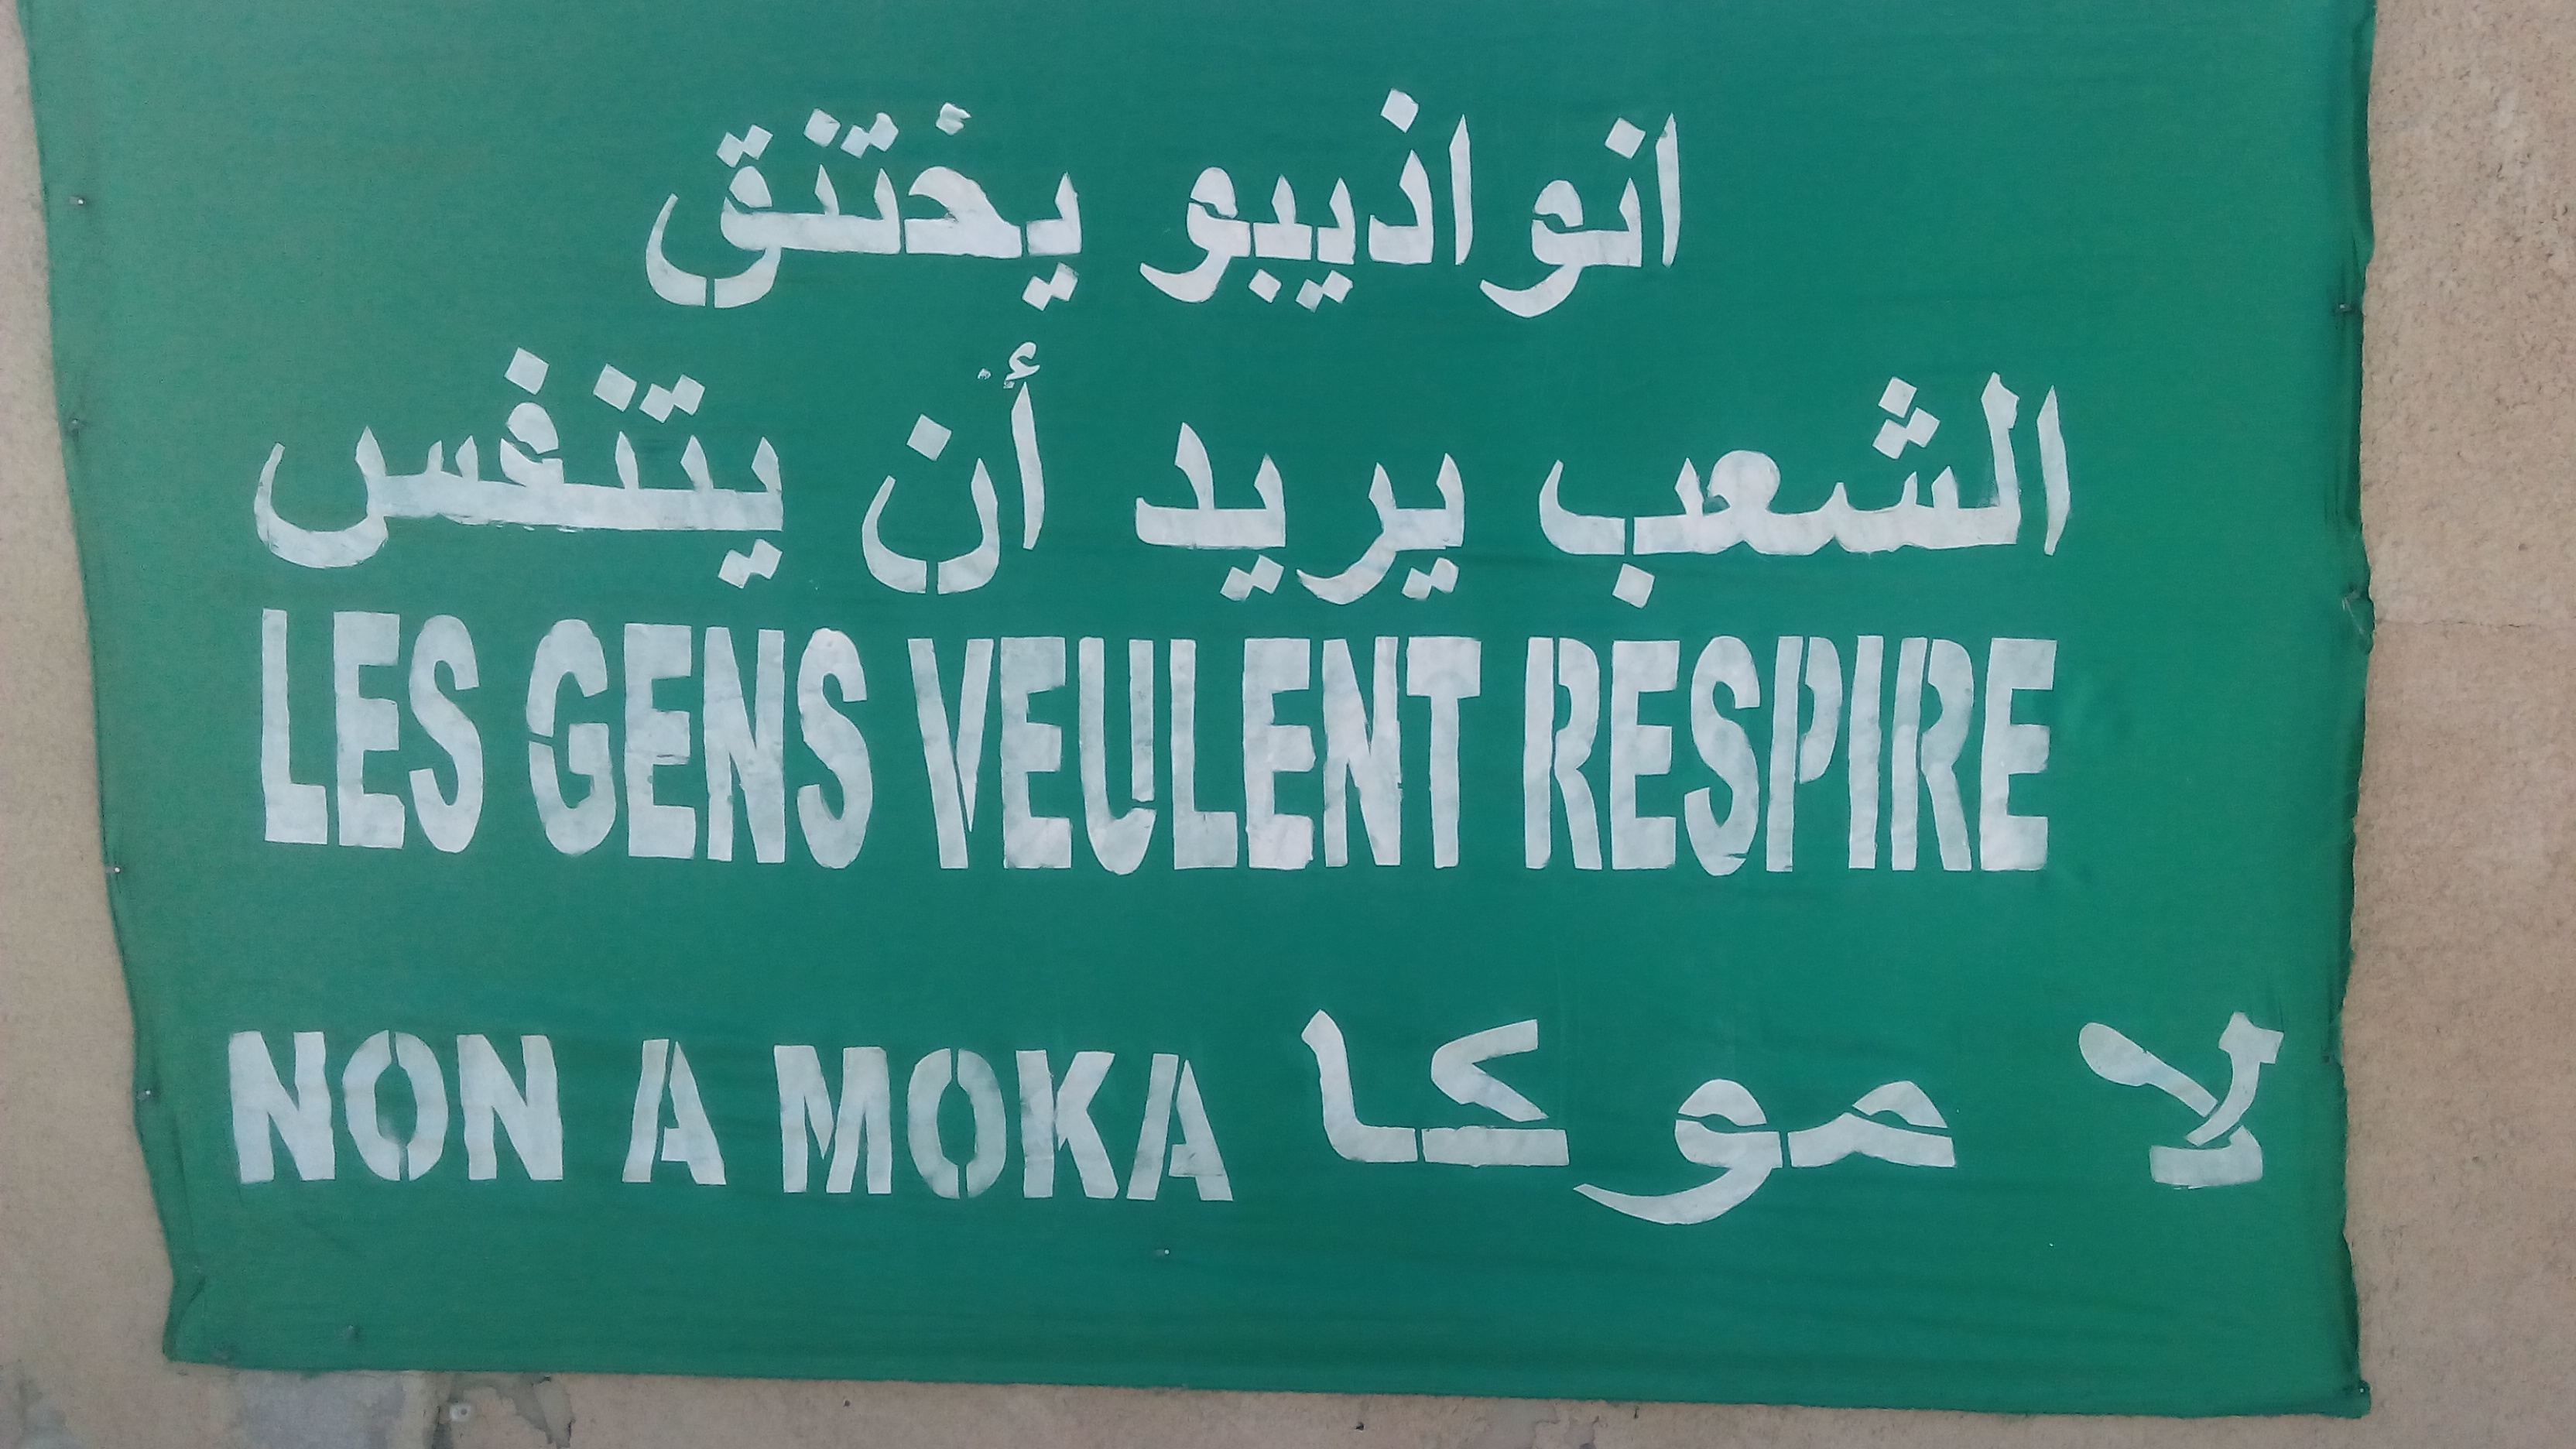 انواذيبو يختنق
الشعب يريد أن يتنفس
LES GENS VEULENT RESPIRE
NON A MOKA لا موكا